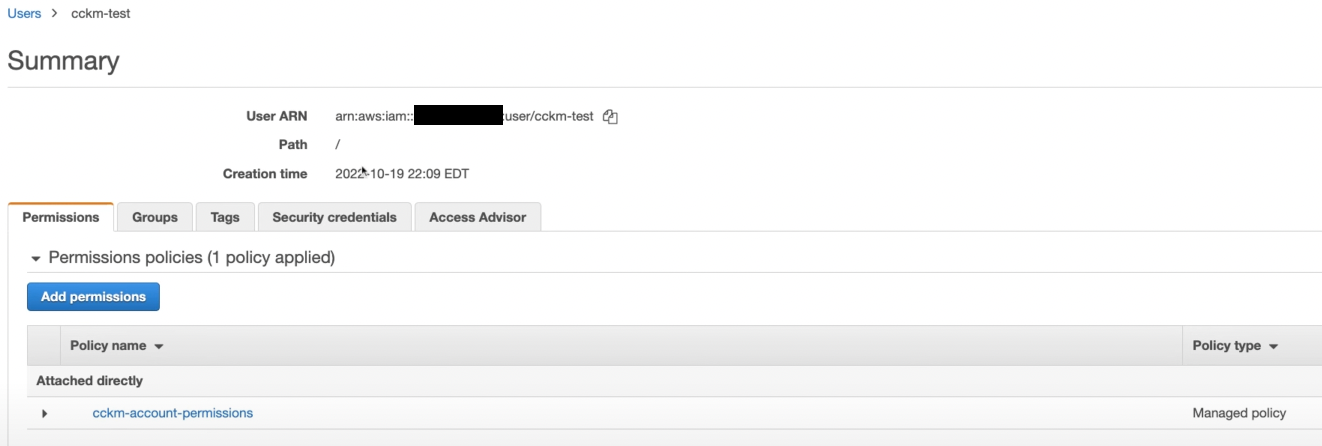 Users > cckm-test
Summary
User ARN arn:aws:iam:: :user/cckm-test
Path /
Creation time 2022-10-19 22:09 EDT
Permissions Groups Tags Security credentials Access Advisor
Permissions policies (1 policy applied)
Add permissions
Policy name Policy type
Attached directly
cckm-account-permissions Managed policy